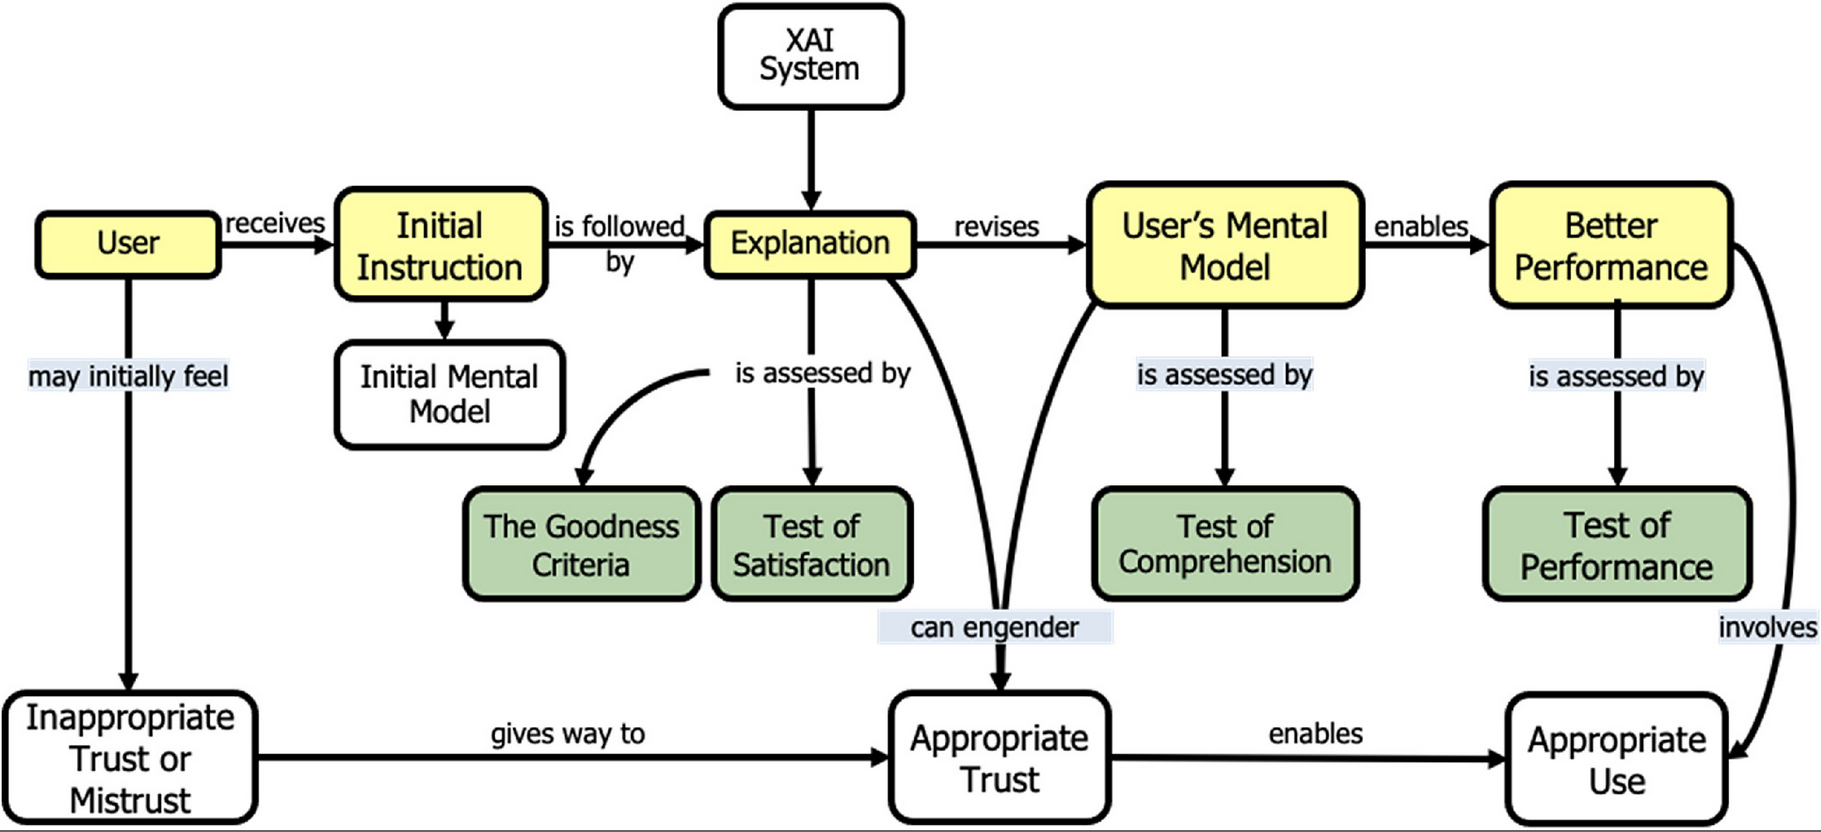 XAI
System
User
receives
Initial
Instruction
is followed
by
Explanation
revises
User’s Mental
Model
enables
Better
Performance
may initially feel
Initial Mental
Model
is assessed by
is assessed by
is assessed by
The Goodness
Criteria
Test of
Satisfaction
Test of
Comprehension
Test of
Performance
can engender
involves
Inappropriate
Trust or
Mistrust
gives way to
Appropriate
Trust
enables
Appropriate
Use